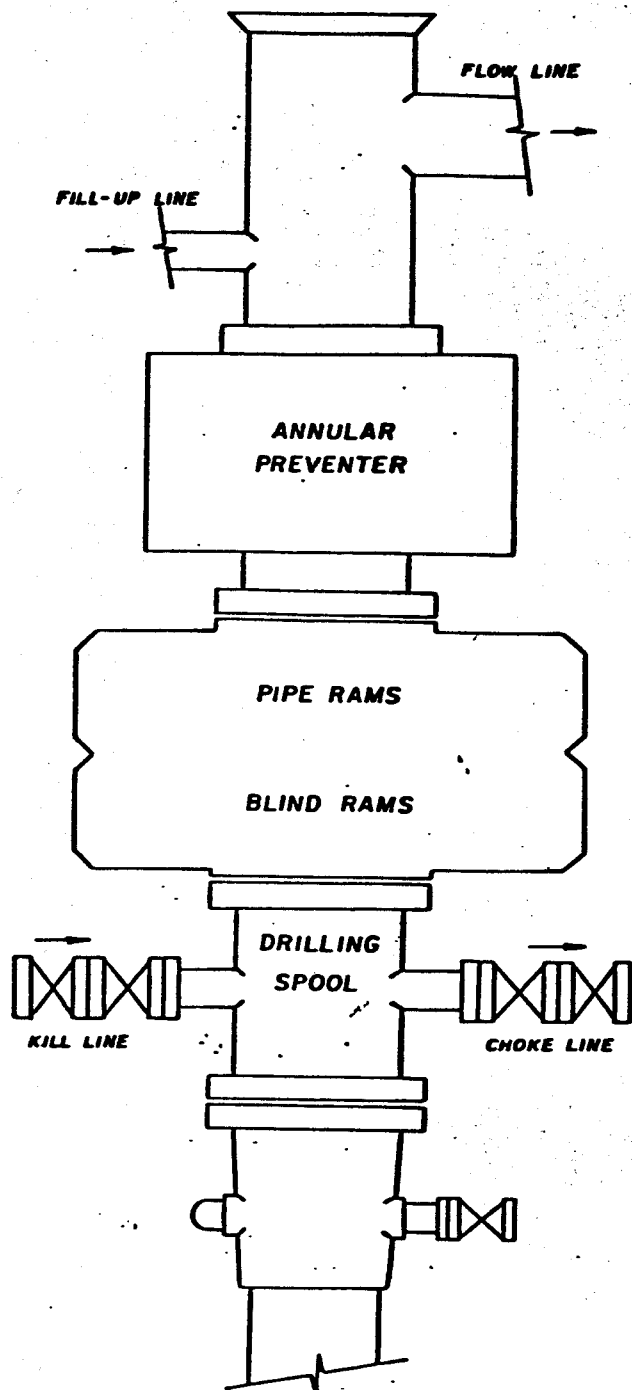 FLOW LINE
FILL-UP LINE
ANNULAR
PREVENTER
PIPE RAMS
BLIND RAMS
DRILLING
SPOOL
KILL LINE
CHOKE LINE